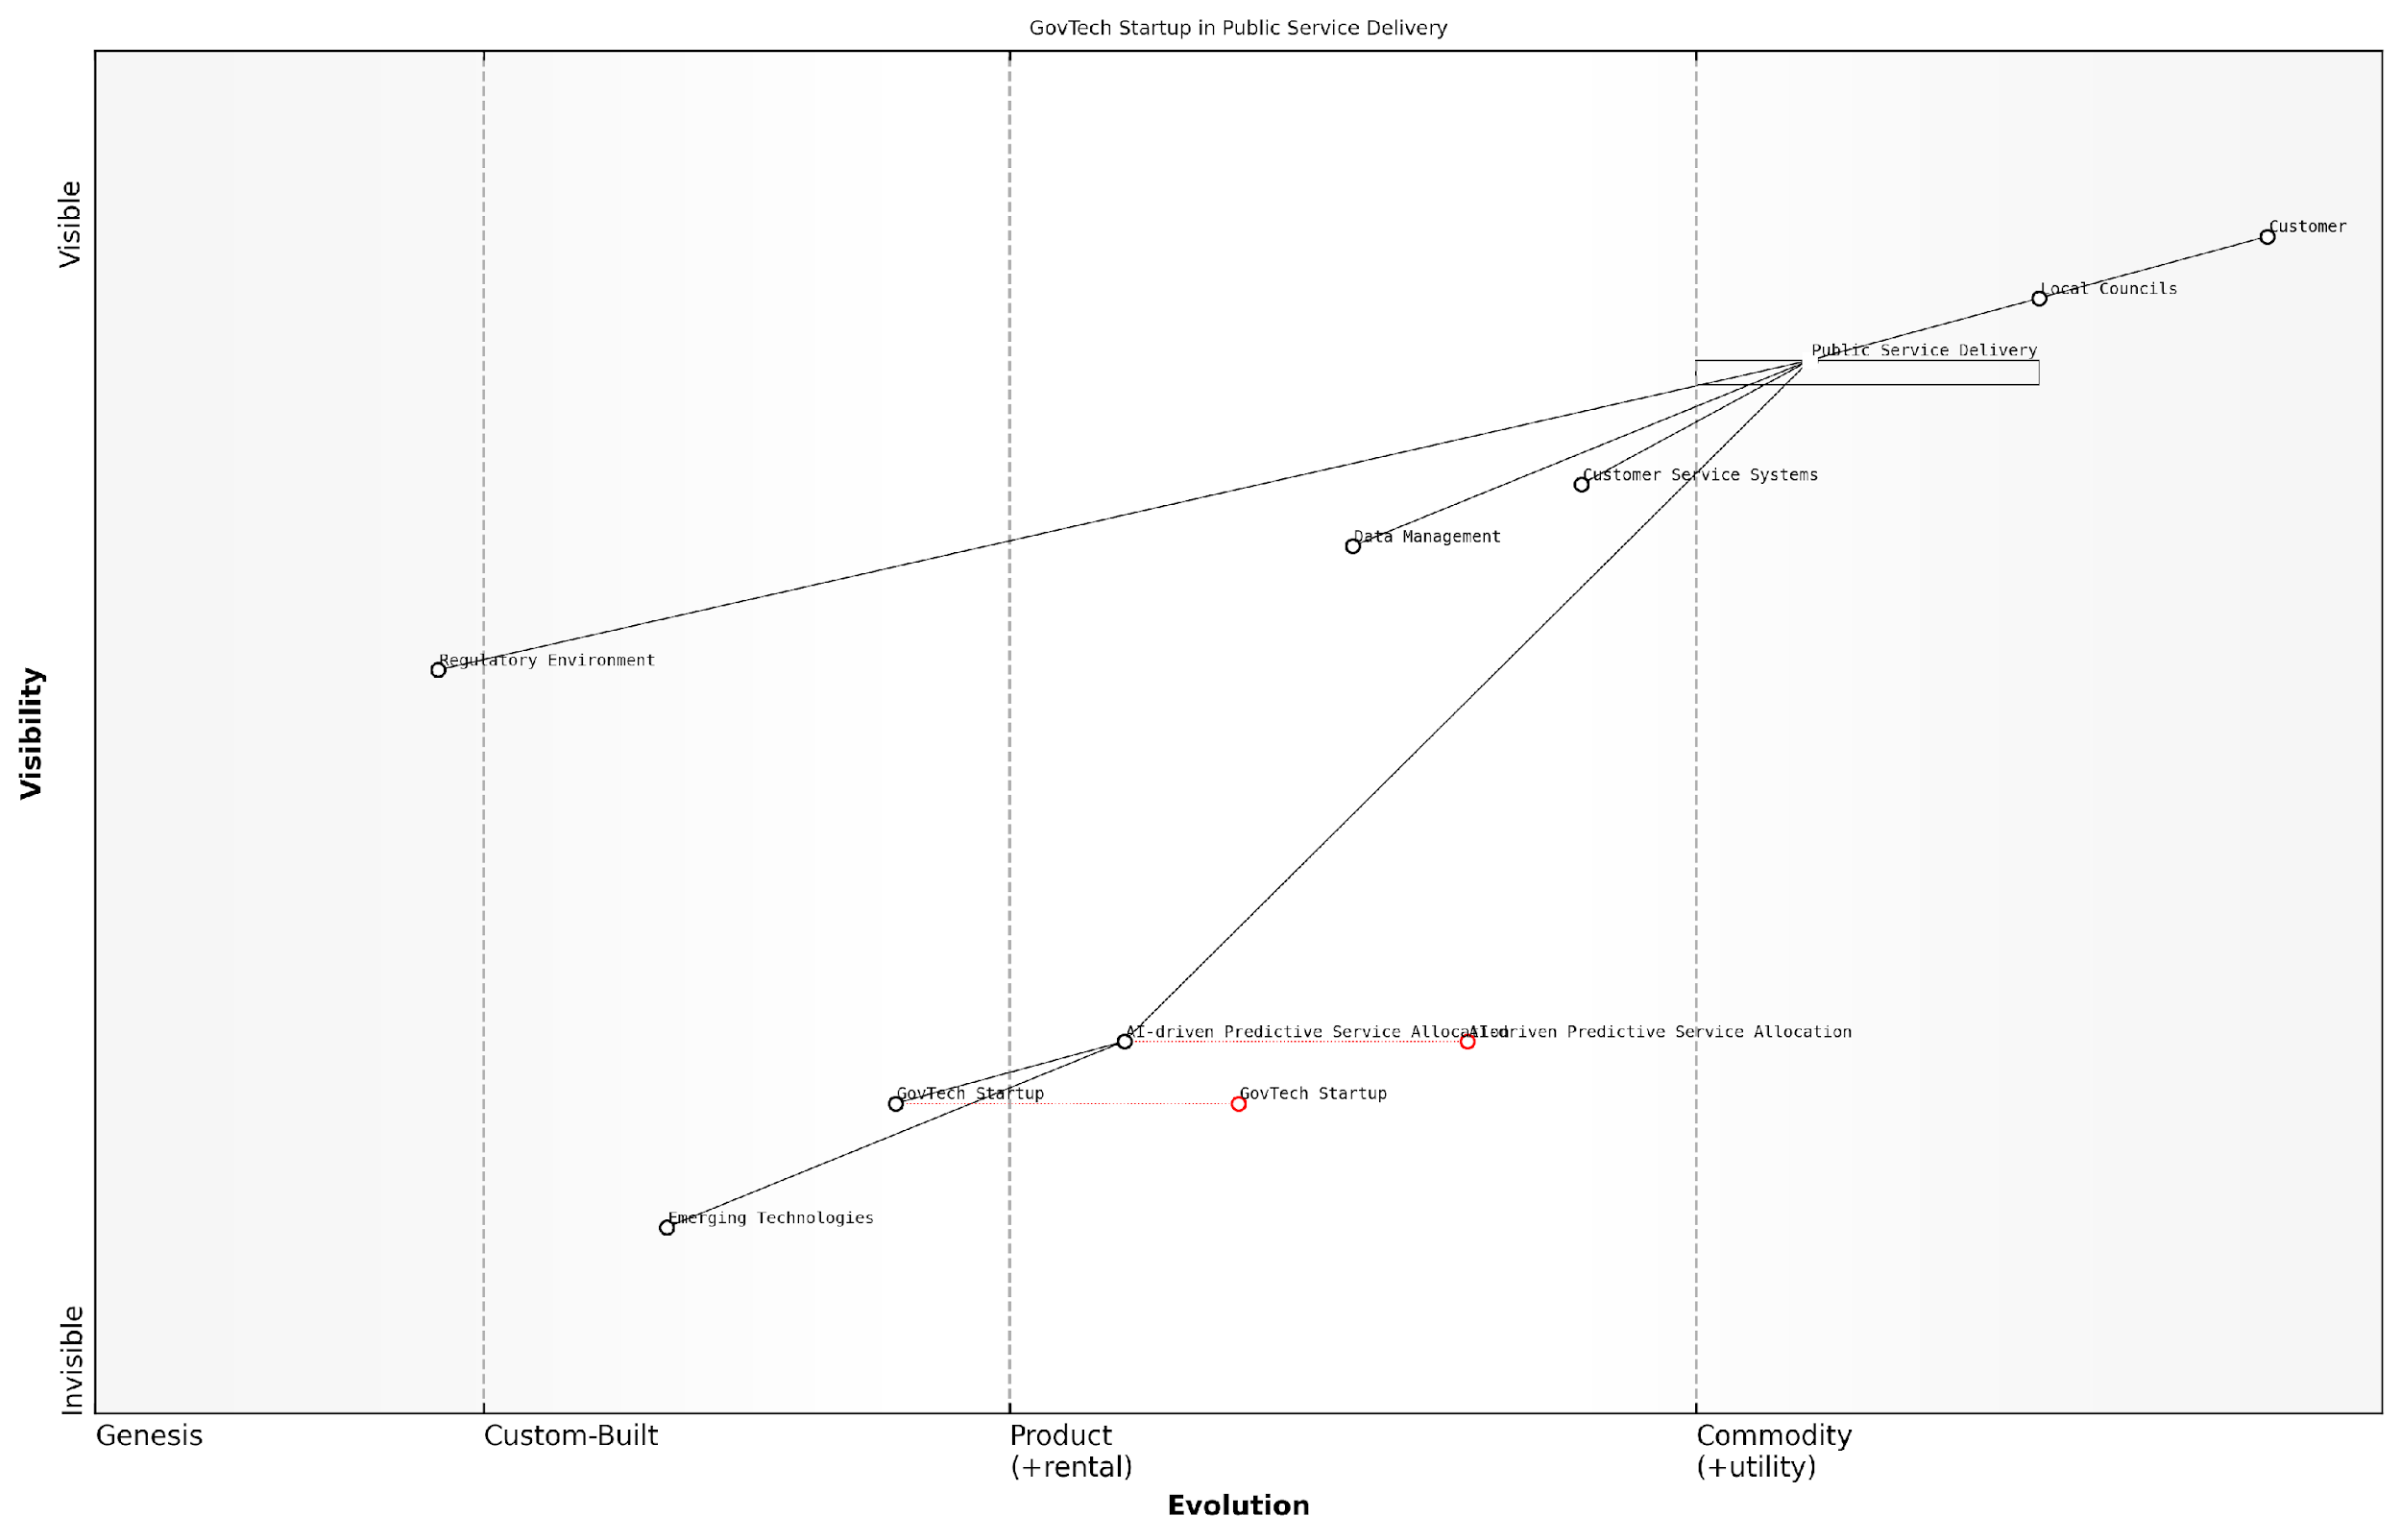 GovTech Startup in Public Service Delivery
Visible
Customer
Local Councils
Public Service Delivery
Customer Service Systems
Data Management
Regulatory Environment
Visibility
AI-driven Predictive Service Allocation
AI-driven Predictive Service Allocation
GovTech Startup
GovTech Startup
Emerging Technologies
Invisible
Genesis
Custom-Built
Product
(+rental)
Commodity
(+utility)
Evolution